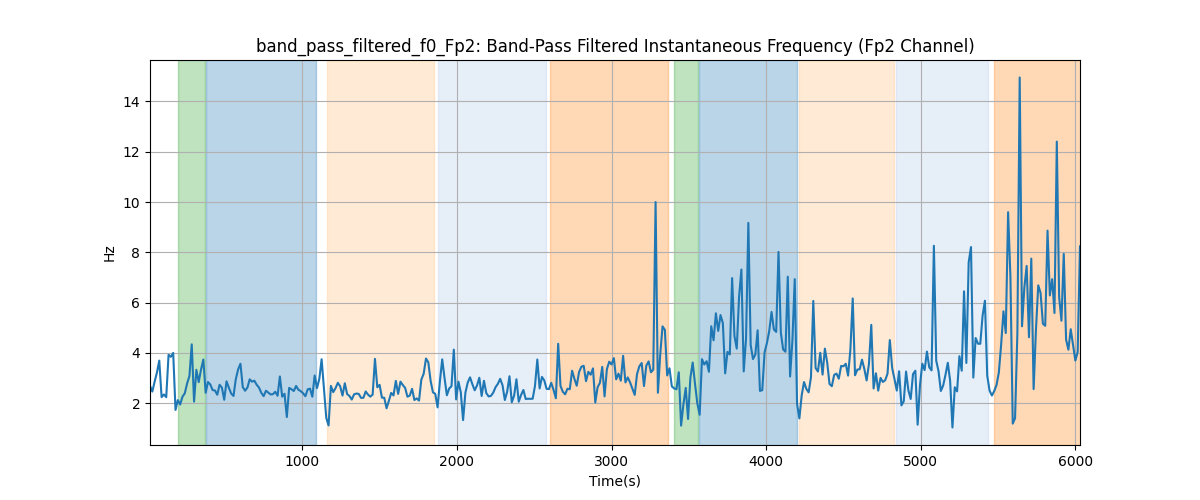 band_pass_filtered_f0_Fp2: Band-Pass Filtered Instantaneous Frequency (Fp2 Channel)
14
12
10
8
6
4
2
Hz
1000 2000 3000 4000 5000 6000
Time(s)